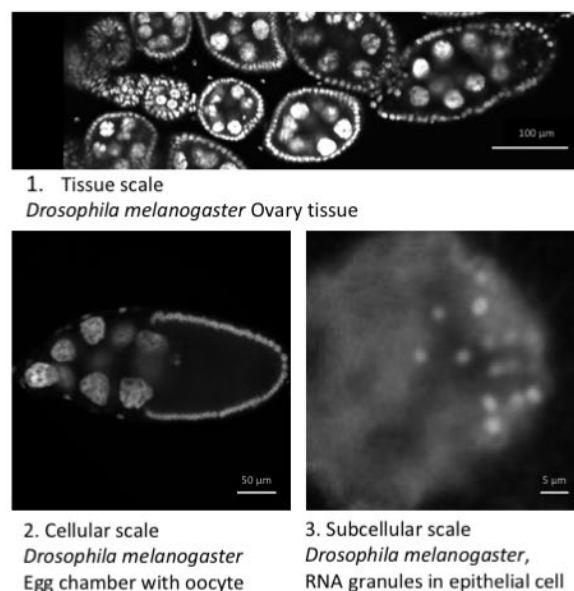 100 μm
1. Tissue scale
Drosophila melanogaster Ovary tissue
50 μm
5 μm
2. Cellular scale
Drosophila melanogaster
Egg chamber with oocyte
3. Subcellular scale
Drosophila melanogaster,
RNA granules in epithelial cell